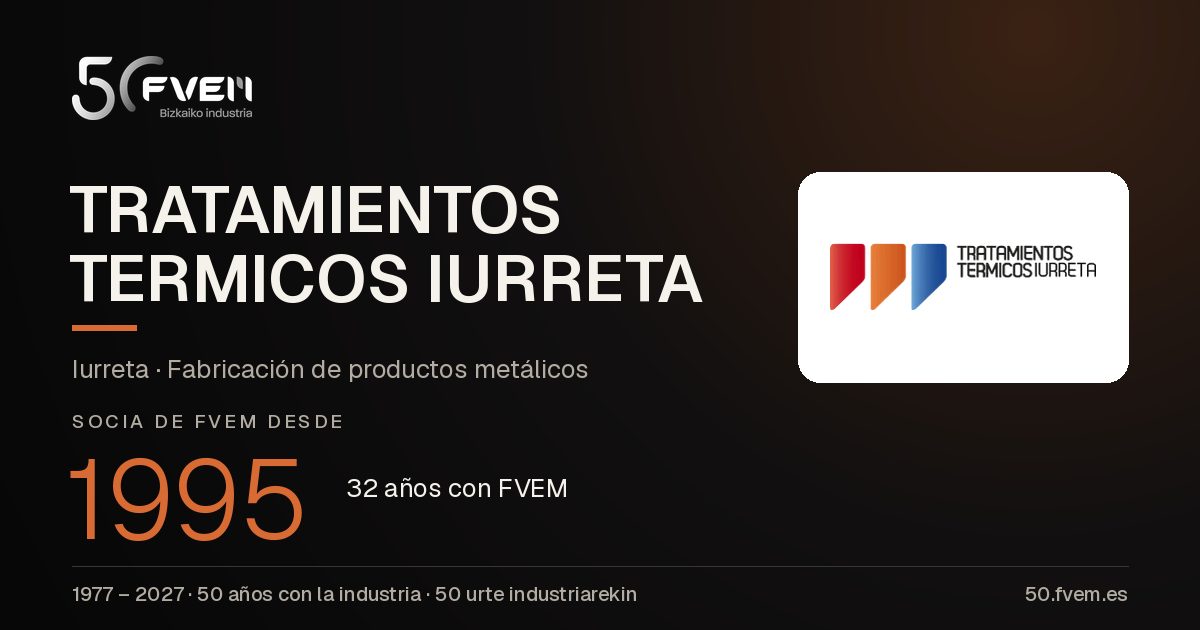 50 FVEM
Bizkaiko industria
TRATAMIENTOS
TERMICOS IURRETA
TRATAMIENTOS
TERMICOS IURRETA
Iurreta · Fabricación de productos metálicos
SOCIA DE FVEM DESDE
1995
32 años con FVEM
1977 – 2027 · 50 años con la industria · 50 urte industriarekin
50.fvem.es